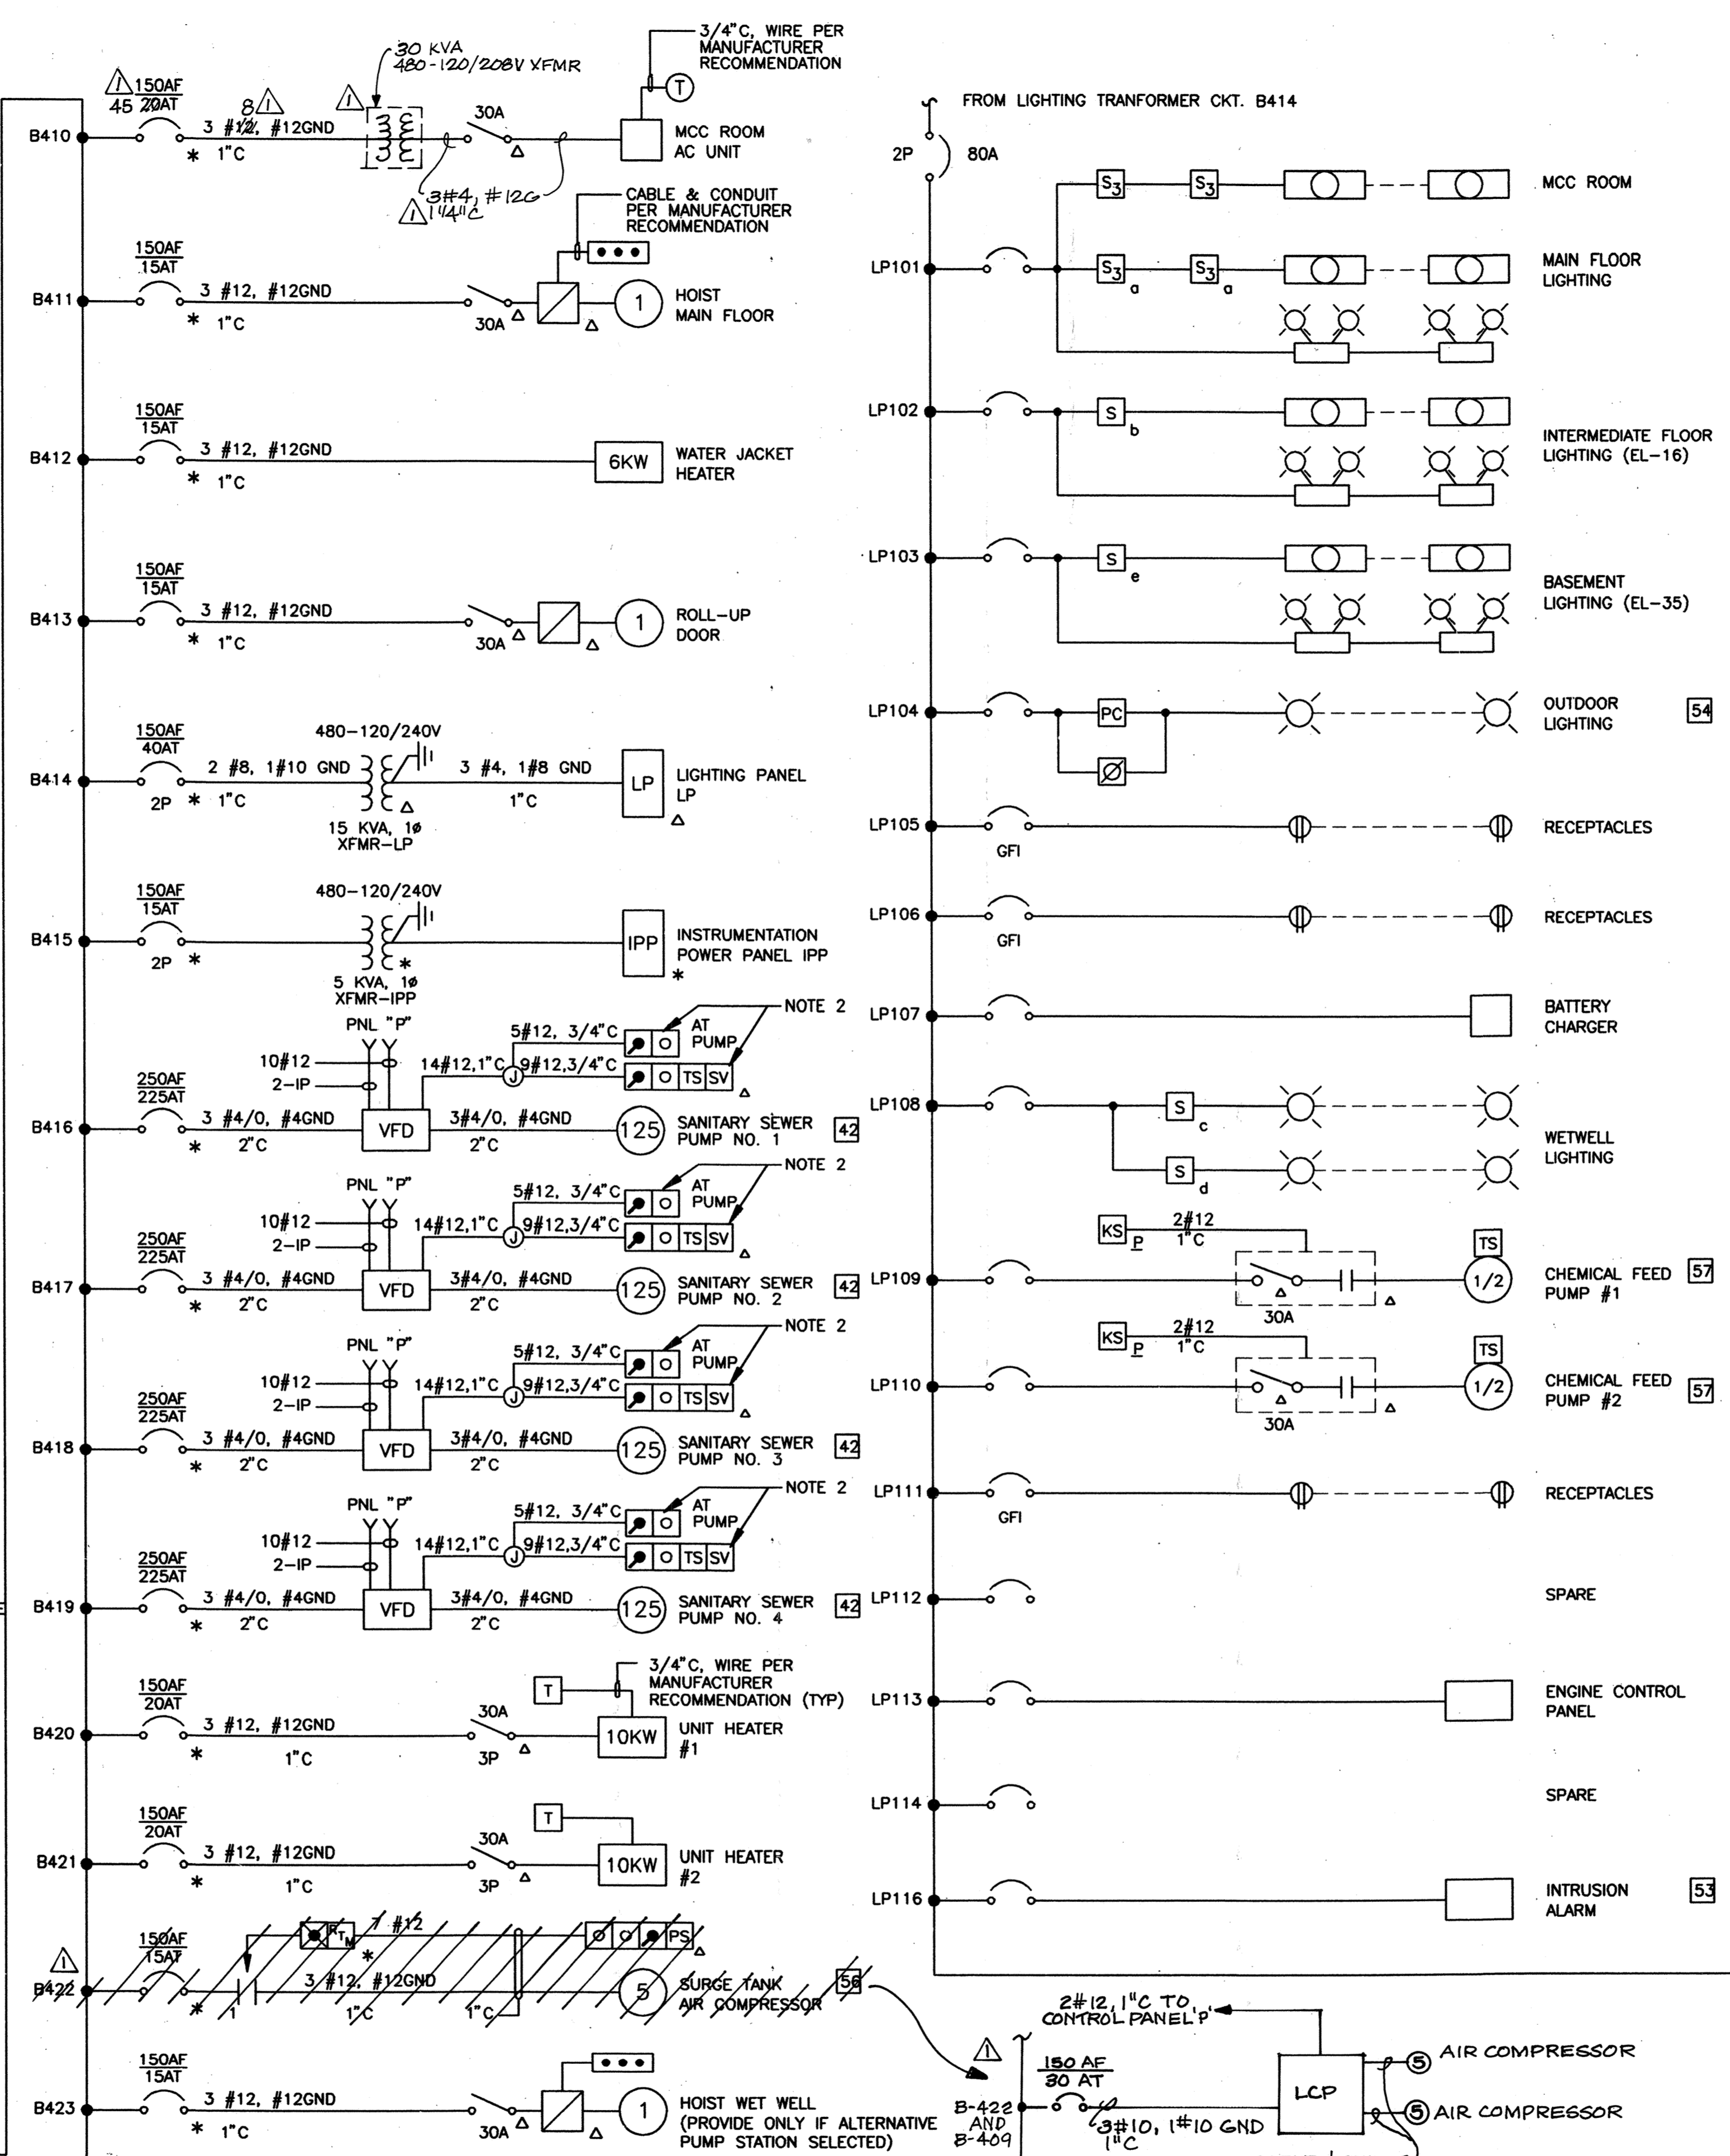 3/4"C, WIRE PER
MANUFACTURER
RECOMMENDATION
30 KVA
480-120/208V XFMR
1
150AF
45 20AT
8
1
1
30A
T
B410
3 #12, #12GND
*
1"C
MCC ROOM
AC UNIT
3#4, #12G
1
1 1/4"C
CABLE & CONDUIT
PER MANUFACTURER
RECOMMENDATION
150AF
15AT
B411
3 #12, #12GND
*
1"C
30A
1
HOIST
MAIN FLOOR
150AF
15AT
B412
3 #12, #12GND
*
1"C
6KW
WATER JACKET
HEATER
150AF
15AT
B413
3 #12, #12GND
*
1"C
30A
1
ROLL-UP
DOOR
150AF
40AT
480-120/240V
B414
2P
*
2 #8, 1#10 GND
1"C
3 #4, 1#8 GND
1"C
LP
LIGHTING PANEL
LP
15 KVA, 1ø
XFMR-LP
150AF
15AT
480-120/240V
B415
2P
*
*
IPP
INSTRUMENTATION
POWER PANEL IPP
*
5 KVA, 1ø
XFMR-IPP
PNL "P"
10#12
2-IP
14#12,1"C
5#12, 3/4"C
AT
PUMP
NOTE 2
J
9#12,3/4"C
TS SV
250AF
225AT
B416
*
3 #4/0, #4GND
2"C
VFD
3#4/0, #4GND
2"C
125
SANITARY SEWER
PUMP NO. 1
42
PNL "P"
10#12
2-IP
14#12,1"C
5#12, 3/4"C
AT
PUMP
NOTE 2
J
9#12,3/4"C
TS SV
250AF
225AT
B417
*
3 #4/0, #4GND
2"C
VFD
3#4/0, #4GND
2"C
125
SANITARY SEWER
PUMP NO. 2
42
PNL "P"
10#12
2-IP
14#12,1"C
5#12, 3/4"C
AT
PUMP
NOTE 2
J
9#12,3/4"C
TS SV
250AF
225AT
B418
*
3 #4/0, #4GND
2"C
VFD
3#4/0, #4GND
2"C
125
SANITARY SEWER
PUMP NO. 3
42
PNL "P"
10#12
2-IP
14#12,1"C
5#12, 3/4"C
AT
PUMP
NOTE 2
J
9#12,3/4"C
TS SV
250AF
225AT
B419
*
3 #4/0, #4GND
2"C
VFD
3#4/0, #4GND
2"C
125
SANITARY SEWER
PUMP NO. 4
42
3/4"C, WIRE PER
MANUFACTURER
RECOMMENDATION (TYP)
T
150AF
20AT
B420
*
3 #12, #12GND
1"C
30A
3P
10KW
UNIT HEATER
#1
T
150AF
20AT
B421
*
3 #12, #12GND
1"C
30A
3P
10KW
UNIT HEATER
#2
1
150AF
15AT
B422
*
1
RTM
*
7 #12
PS
3 #12, #12GND
1"C
1"C
5
SURGE TANK
AIR COMPRESSOR
56
150AF
15AT
B423
3 #12, #12GND
*
1"C
30A
1
HOIST WET WELL
(PROVIDE ONLY IF ALTERNATIVE
PUMP STATION SELECTED)
FROM LIGHTING TRANFORMER CKT. B414
2P
80A
S3
S3
MCC ROOM
LP101
S3
a
S3
a
MAIN FLOOR
LIGHTING
LP102
S
b
INTERMEDIATE FLOOR
LIGHTING (EL-16)
LP103
S
e
BASEMENT
LIGHTING (EL-35)
LP104
PC
OUTDOOR
LIGHTING
54
LP105
GFI
RECEPTACLES
LP106
GFI
RECEPTACLES
LP107
BATTERY
CHARGER
LP108
S
c
S
d
WETWELL
LIGHTING
KS
P
2#12
1"C
TS
LP109
30A
1/2
CHEMICAL FEED
PUMP #1
57
KS
P
2#12
1"C
TS
LP110
30A
1/2
CHEMICAL FEED
PUMP #2
57
LP111
GFI
RECEPTACLES
LP112
SPARE
LP113
ENGINE CONTROL
PANEL
LP114
SPARE
LP116
INTRUSION
ALARM
53
2#12, 1"C TO
CONTROL PANEL 'P'
1
150 AF
30 AT
B-422
AND
B-409
3#10, 1#10 GND
1"C
LCP
5
AIR COMPRESSOR
5
AIR COMPRESSOR